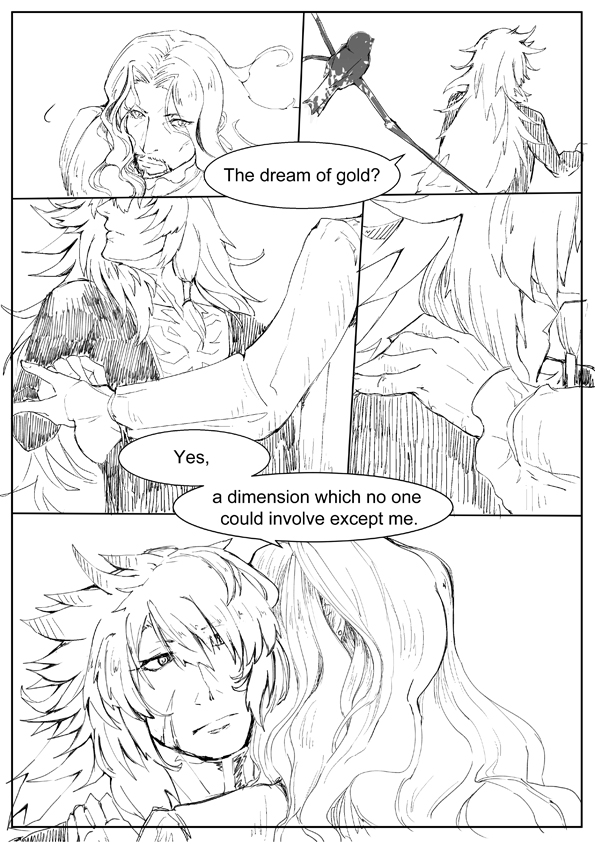 The dream of gold?
Yes,
a dimension which no one
could involve except me.